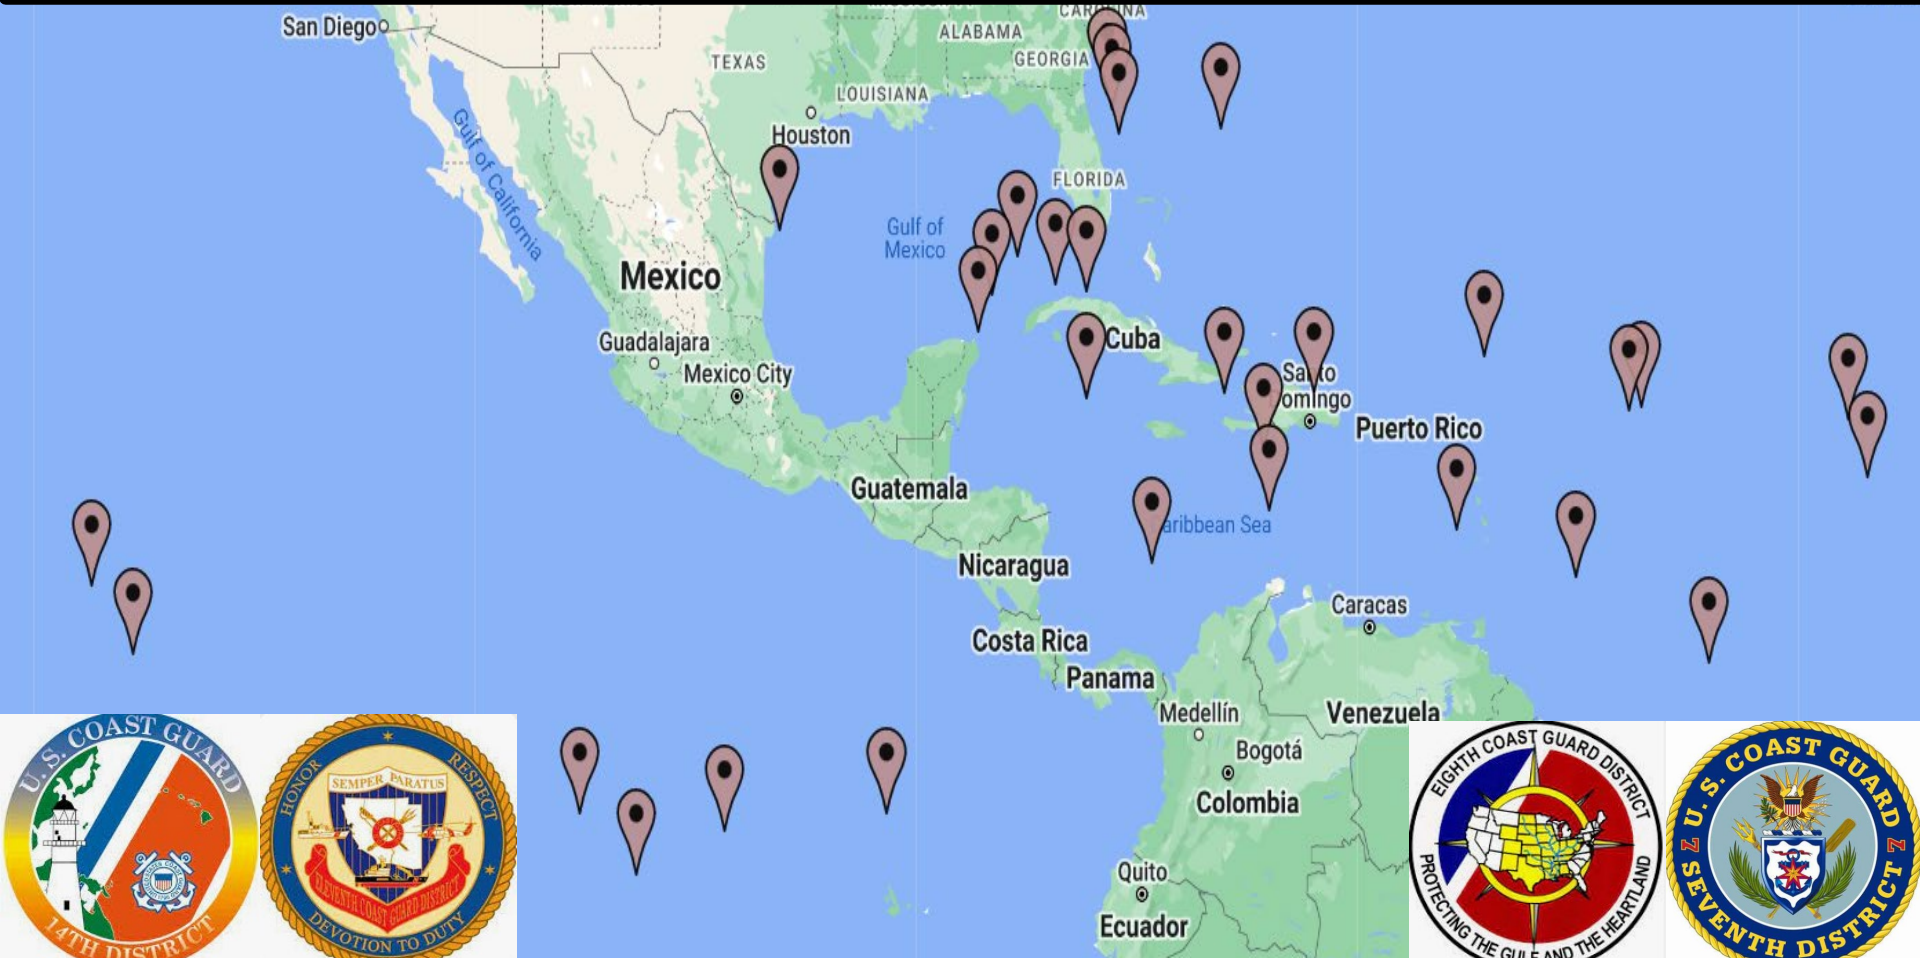 San Diego
TEXAS
LOUISIANA
ALABAMA
GEORGIA
Houston
FLORIDA
Gulf of California
Gulf of
Mexico
Mexico
Guadalajara
Mexico City
Cuba
Puerto Rico
Guatemala
aribbean Sea
Nicaragua
Caracas
Costa Rica
Panama
Medellín
Venezuela
Bogotá
Colombia
Quito
Ecuador
U.S. COAST GUARD
14TH DISTRICT
HONOR
RESPECT
DEVOTION TO DUTY
SEMPER PARATUS
ELEVENTH COAST GUARD DISTRICT
EIGHTH COAST GUARD DISTRICT
PROTECTING THE GULF AND THE HEARTLAND
U.S. COAST GUARD
Z SEVENTH DISTRICT Z